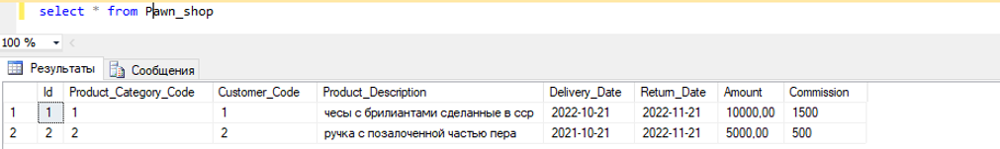 select * from Pawn_shop
100 %
Результаты Сообщения
Id Product_Category_Code Customer_Code Product_Description Delivery_Date Return_Date Amount Commission
1 1 1 1 чесы с брилиантами сделанные в сср 2022-10-21 2022-11-21 10000,00 1500
2 2 2 2 ручка с позалоченной частью пера 2021-10-21 2022-11-21 5000,00 500